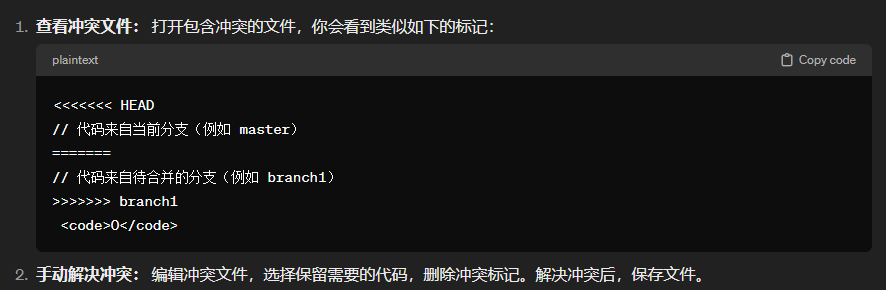 1. 查看冲突文件： 打开包含冲突的文件，你会看到类似如下的标记：
plaintext Copy code
<<<<<<< HEAD
// 代码来自当前分支（例如 master）
=======
// 代码来自待合并的分支（例如 branch1）
>>>>>>> branch1
<code>O</code>
2. 手动解决冲突： 编辑冲突文件，选择保留需要的代码，删除冲突标记。解决冲突后，保存文件。